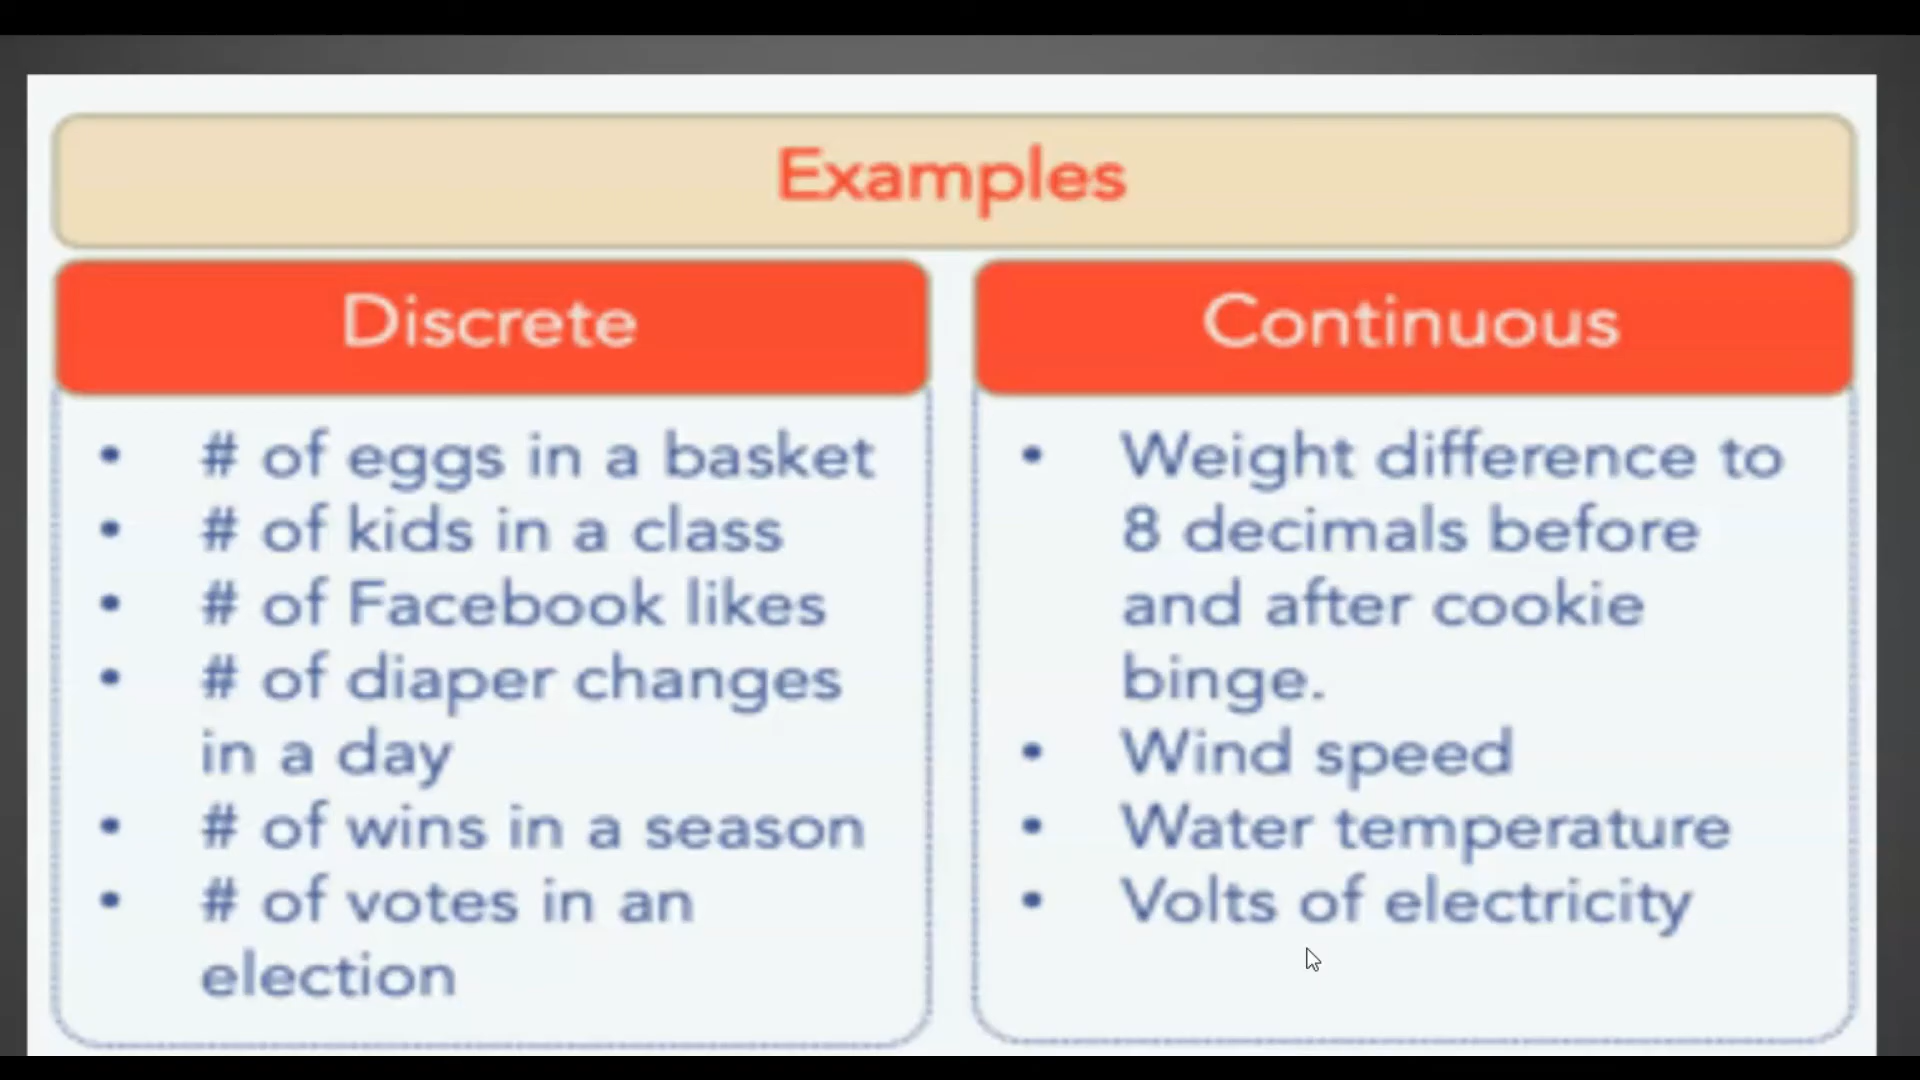 Examples
Discrete
• # of eggs in a basket
• # of kids in a class
• # of Facebook likes
• # of diaper changes
in a day
• # of wins in a season
• # of votes in an
election
Continuous
• Weight difference to
8 decimals before
and after cookie
binge.
• Wind speed
• Water temperature
• Volts of electricity